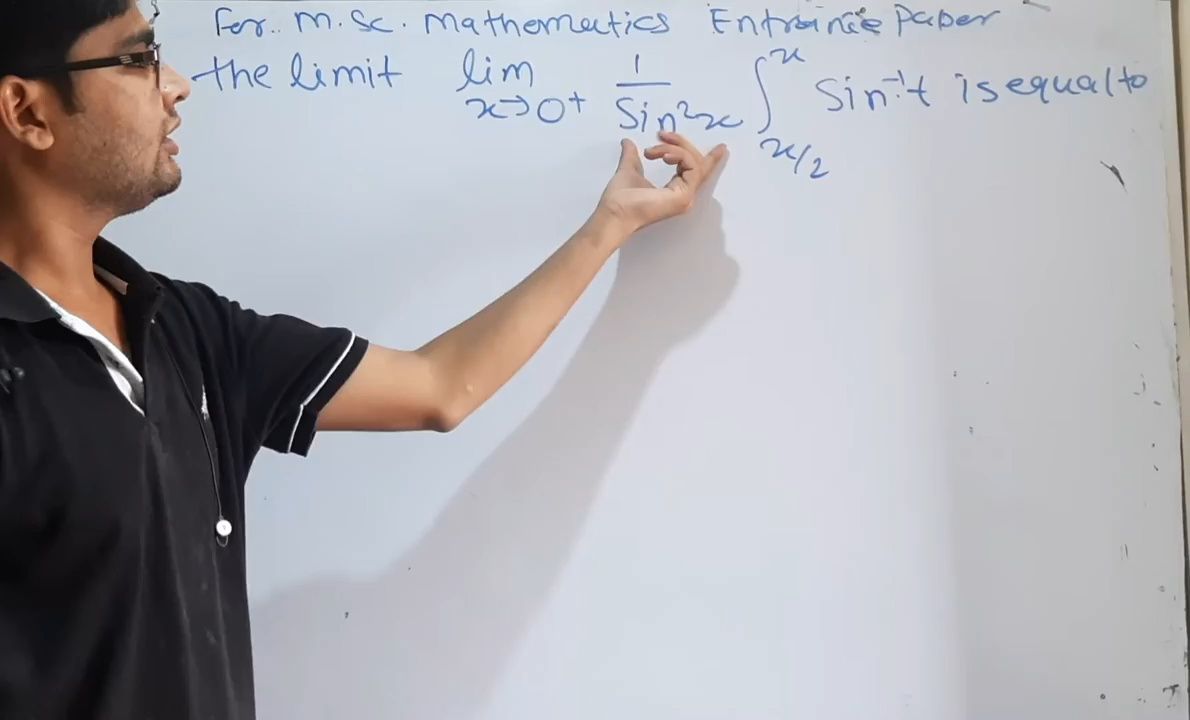 For M.Sc. Mathematics Entrance Paper
the limit lim x→0+ 1/Sin²x ∫ x/2 x Sin⁻¹t is equal to